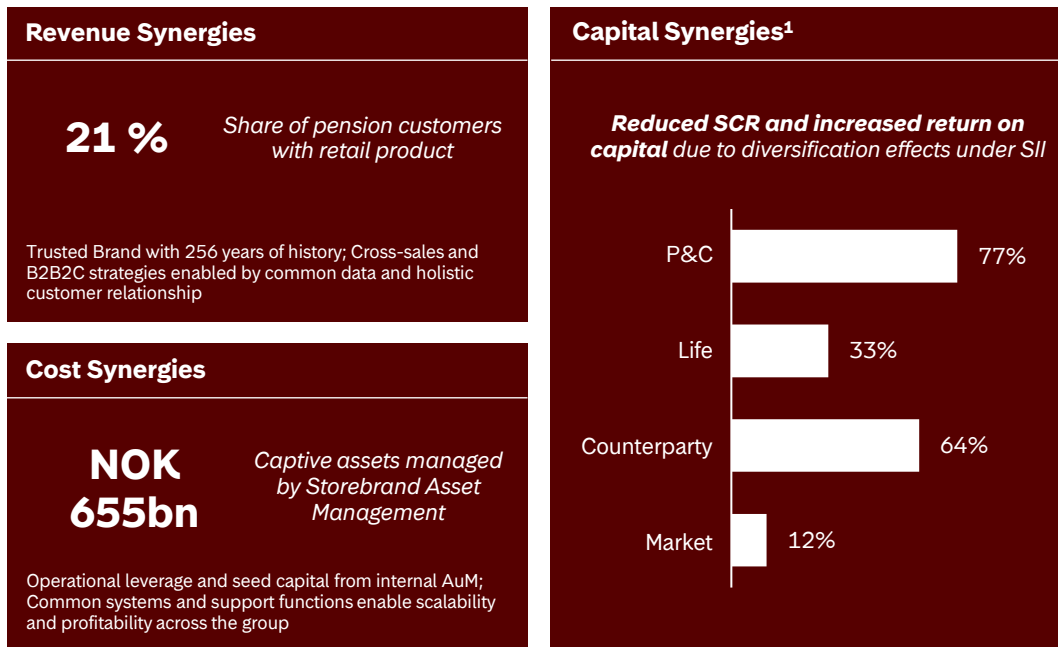 Revenue Synergies
21 %
Share of pension customers
with retail product
Trusted Brand with 256 years of history; Cross-sales and
B2B2C strategies enabled by common data and holistic
customer relationship
Cost Synergies
NOK
655bn
Captive assets managed
by Storebrand Asset
Management
Operational leverage and seed capital from internal AuM;
Common systems and support functions enable scalability
and profitability across the group
Capital Synergies¹
Reduced SCR and increased return on
capital due to diversification effects under SII
P&C 77%
Life 33%
Counterparty 64%
Market 12%